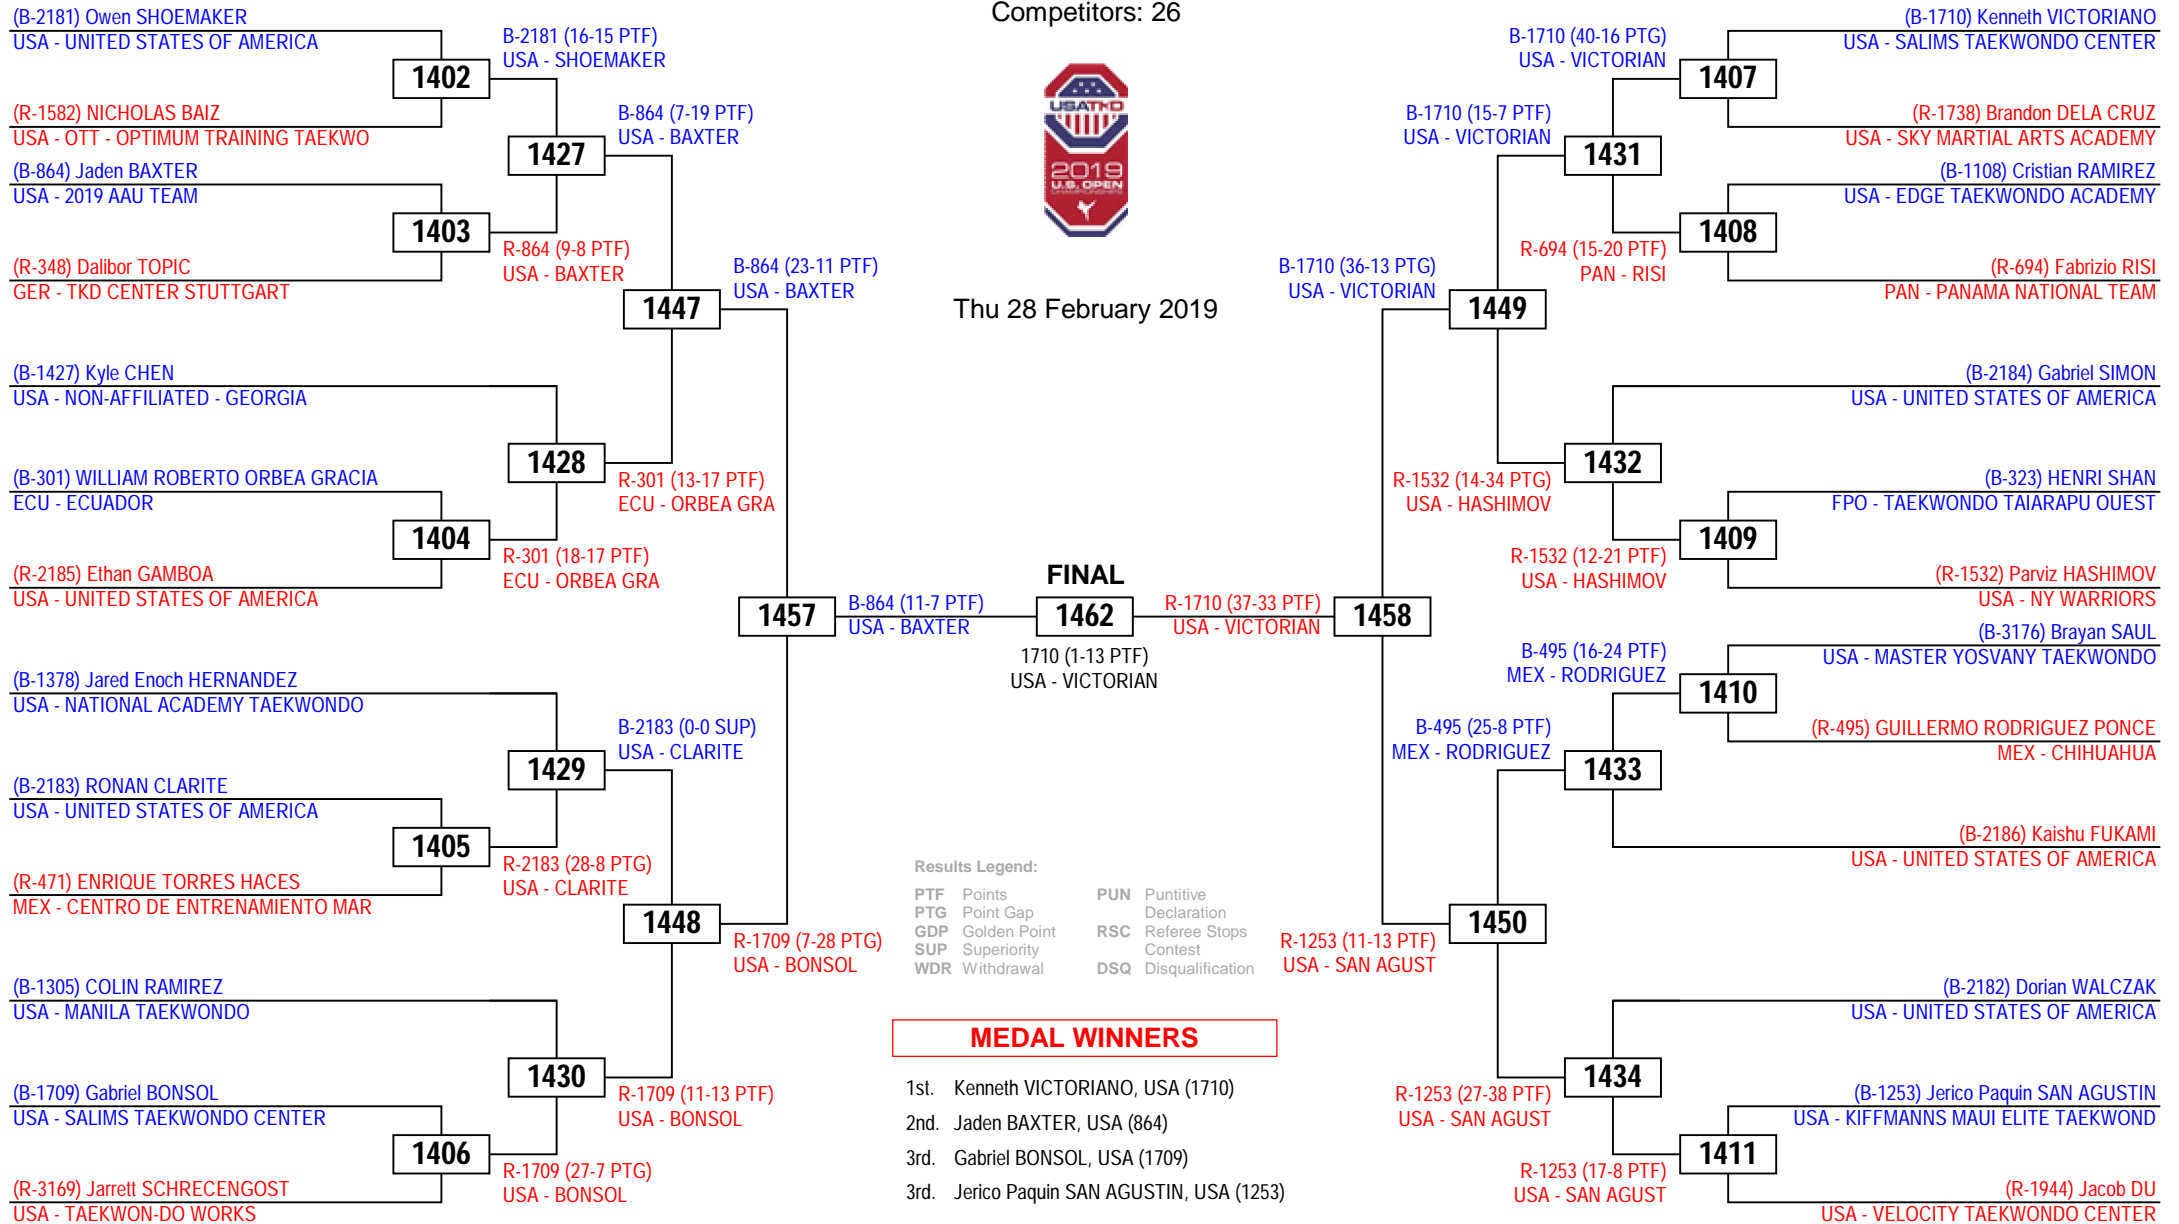 Competitors: 26
USATKD
2019
U.S. OPEN
CHAMPIONSHIPS
Thu 28 February 2019
(B-2181) Owen SHOEMAKER
USA - UNITED STATES OF AMERICA
(R-1582) NICHOLAS BAIZ
USA - OTT - OPTIMUM TRAINING TAEKWO
(B-864) Jaden BAXTER
USA - 2019 AAU TEAM
(R-348) Dalibor TOPIC
GER - TKD CENTER STUTTGART
(B-1427) Kyle CHEN
USA - NON-AFFILIATED - GEORGIA
(B-301) WILLIAM ROBERTO ORBEA GRACIA
ECU - ECUADOR
(R-2185) Ethan GAMBOA
USA - UNITED STATES OF AMERICA
(B-1378) Jared Enoch HERNANDEZ
USA - NATIONAL ACADEMY TAEKWONDO
(B-2183) RONAN CLARITE
USA - UNITED STATES OF AMERICA
(R-471) ENRIQUE TORRES HACES
MEX - CENTRO DE ENTRENAMIENTO MAR
(B-1305) COLIN RAMIREZ
USA - MANILA TAEKWONDO
(B-1709) Gabriel BONSOL
USA - SALIMS TAEKWONDO CENTER
(R-3169) Jarrett SCHRECENGOST
USA - TAEKWON-DO WORKS
1402
1403
1404
1405
1406
B-2181 (16-15 PTF)
USA - SHOEMAKER
R-864 (9-8 PTF)
USA - BAXTER
R-301 (18-17 PTF)
ECU - ORBEA GRA
R-2183 (28-8 PTG)
USA - CLARITE
R-1709 (27-7 PTG)
USA - BONSOL
1427
1428
1429
1430
B-864 (7-19 PTF)
USA - BAXTER
R-301 (13-17 PTF)
ECU - ORBEA GRA
B-2183 (0-0 SUP)
USA - CLARITE
R-1709 (11-13 PTF)
USA - BONSOL
1447
1448
B-864 (23-11 PTF)
USA - BAXTER
R-1709 (7-28 PTG)
USA - BONSOL
1457
B-864 (11-7 PTF)
USA - BAXTER
FINAL
1462
1710 (1-13 PTF)
USA - VICTORIAN
R-1710 (37-33 PTF)
USA - VICTORIAN
1458
B-1710 (36-13 PTG)
USA - VICTORIAN
R-1253 (11-13 PTF)
USA - SAN AGUST
1449
1450
B-1710 (15-7 PTF)
USA - VICTORIAN
R-1532 (14-34 PTG)
USA - HASHIMOV
B-495 (25-8 PTF)
MEX - RODRIGUEZ
R-1253 (27-38 PTF)
USA - SAN AGUST
1431
1432
1433
1434
B-1710 (40-16 PTG)
USA - VICTORIAN
R-694 (15-20 PTF)
PAN - RISI
R-1532 (12-21 PTF)
USA - HASHIMOV
B-495 (16-24 PTF)
MEX - RODRIGUEZ
R-1253 (17-8 PTF)
USA - SAN AGUST
1407
1408
1409
1410
1411
(B-1710) Kenneth VICTORIANO
USA - SALIMS TAEKWONDO CENTER
(R-1738) Brandon DELA CRUZ
USA - SKY MARTIAL ARTS ACADEMY
(B-1108) Cristian RAMIREZ
USA - EDGE TAEKWONDO ACADEMY
(R-694) Fabrizio RISI
PAN - PANAMA NATIONAL TEAM
(B-2184) Gabriel SIMON
USA - UNITED STATES OF AMERICA
(B-323) HENRI SHAN
FPO - TAEKWONDO TAIARAPU OUEST
(R-1532) Parviz HASHIMOV
USA - NY WARRIORS
(B-3176) Brayan SAUL
USA - MASTER YOSVANY TAEKWONDO
(R-495) GUILLERMO RODRIGUEZ PONCE
MEX - CHIHUAHUA
(B-2186) Kaishu FUKAMI
USA - UNITED STATES OF AMERICA
(B-2182) Dorian WALCZAK
USA - UNITED STATES OF AMERICA
(B-1253) Jerico Paquin SAN AGUSTIN
USA - KIFFMANNS MAUI ELITE TAEKWOND
(R-1944) Jacob DU
USA - VELOCITY TAEKWONDO CENTER
Results Legend:
PTF Points
PTG Point Gap
GDP Golden Point
SUP Superiority
WDR Withdrawal
PUN Puntitive
Declaration
RSC Referee Stops
Contest
DSQ Disqualification
MEDAL WINNERS
1st. Kenneth VICTORIANO, USA (1710)
2nd. Jaden BAXTER, USA (864)
3rd. Gabriel BONSOL, USA (1709)
3rd. Jerico Paquin SAN AGUSTIN, USA (1253)